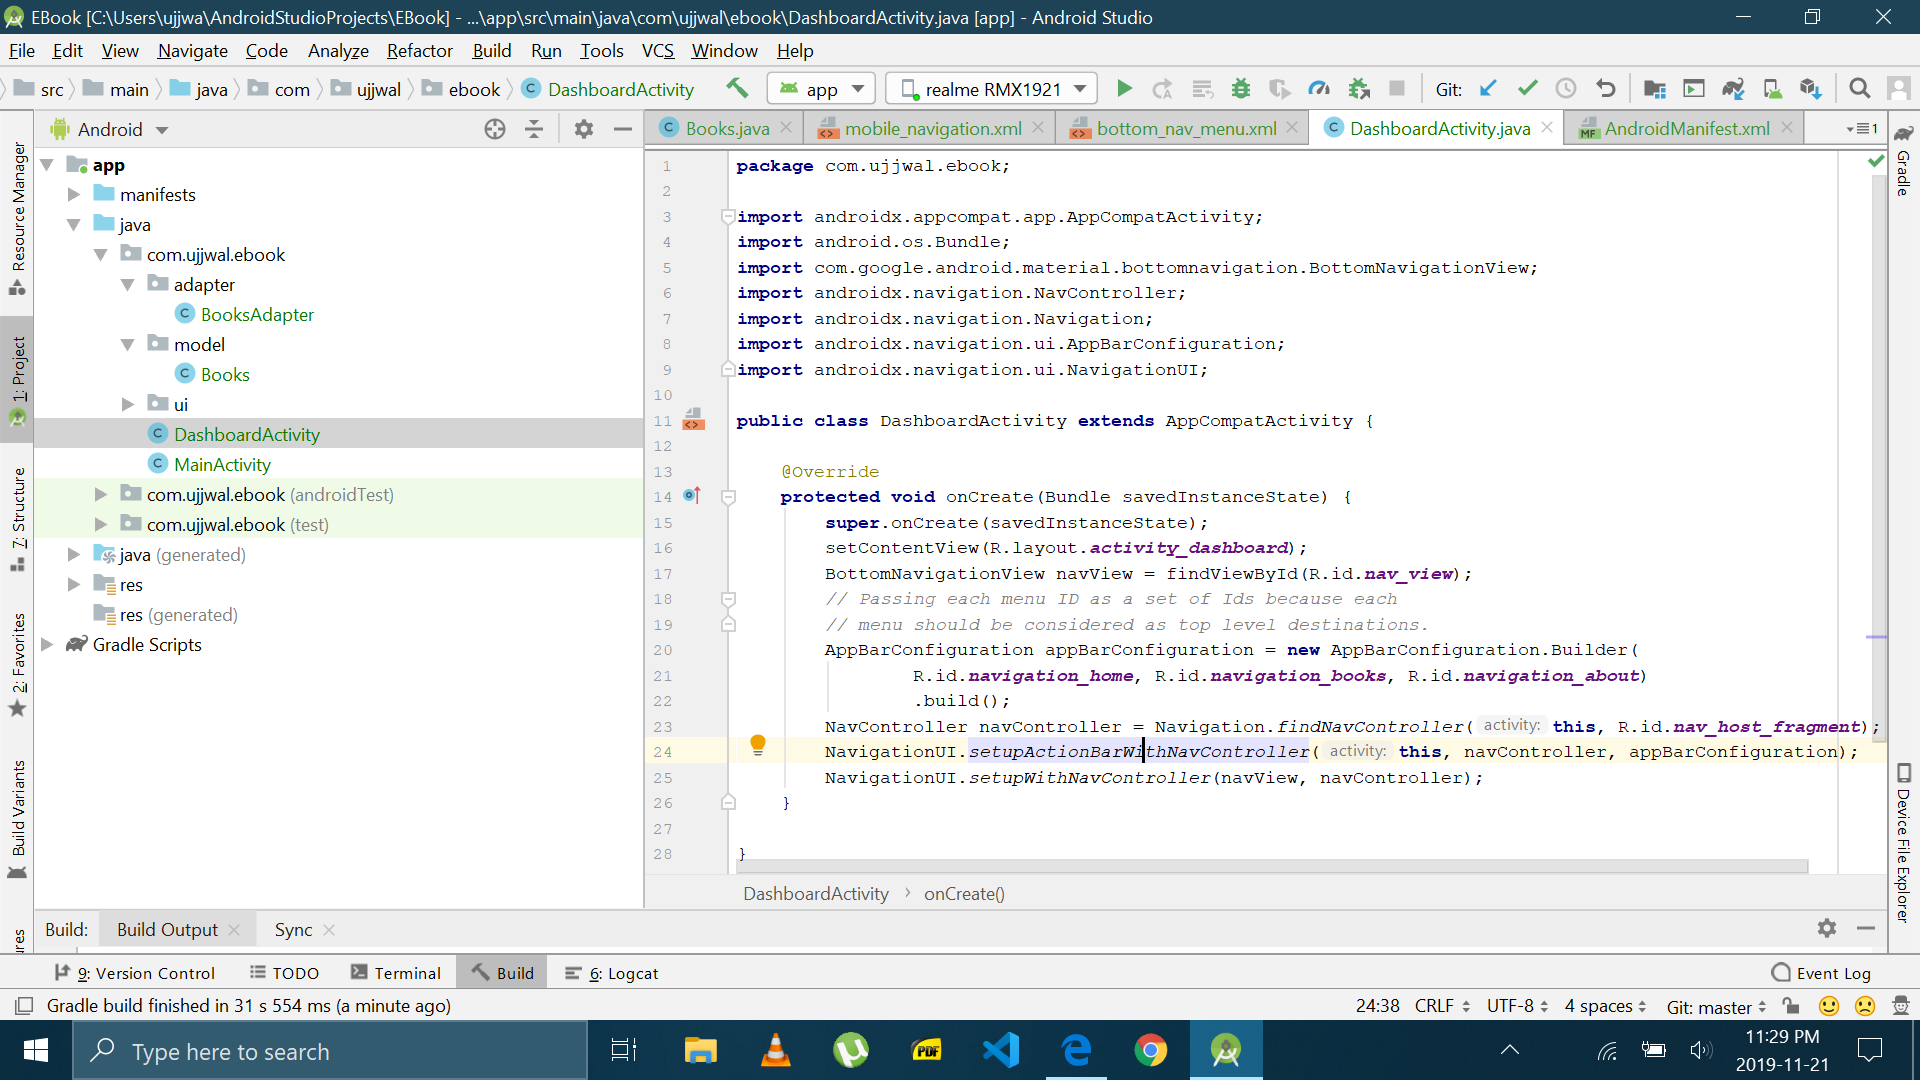 EBook [C:\Users\ujjwa\AndroidStudioProjects\EBook] - ...\app\src\main\java\com\ujjwal\ebook\DashboardActivity.java [app] - Android Studio
File Edit View Navigate Code Analyze Refactor Build Run Tools VCS Window Help
src main java com ujjwal ebook DashboardActivity app realme RMX1921 Git:
Android
Books.java mobile_navigation.xml bottom_nav_menu.xml DashboardActivity.java AndroidManifest.xml 1
Resource Manager
1: Project
7: Structure
2: Favorites
Build Variants
app
manifests
java
com.ujjwal.ebook
adapter
BooksAdapter
model
Books
ui
DashboardActivity
MainActivity
com.ujjwal.ebook (androidTest)
com.ujjwal.ebook (test)
java (generated)
res
res (generated)
Gradle Scripts
1 package com.ujjwal.ebook;
2
3 import androidx.appcompat.app.AppCompatActivity;
4 import android.os.Bundle;
5 import com.google.android.material.bottomnavigation.BottomNavigationView;
6 import androidx.navigation.NavController;
7 import androidx.navigation.Navigation;
8 import androidx.navigation.ui.AppBarConfiguration;
9 import androidx.navigation.ui.NavigationUI;
10
11 public class DashboardActivity extends AppCompatActivity {
12
13 @Override
14 protected void onCreate(Bundle savedInstanceState) {
15 super.onCreate(savedInstanceState);
16 setContentView(R.layout.activity_dashboard);
17 BottomNavigationView navView = findViewById(R.id.nav_view);
18 // Passing each menu ID as a set of Ids because each
19 // menu should be considered as top level destinations.
20 AppBarConfiguration appBarConfiguration = new AppBarConfiguration.Builder(
21 R.id.navigation_home, R.id.navigation_books, R.id.navigation_about)
22 .build();
23 NavController navController = Navigation.findNavController( activity: this, R.id.nav_host_fragment);
24 NavigationUI.setupActionBarWithNavController( activity: this, navController, appBarConfiguration);
25 NavigationUI.setupWithNavController(navView, navController);
26 }
27
28 }
DashboardActivity onCreate()
Gradle
Device File Explorer
Build: Build Output Sync
9: Version Control TODO Terminal Build 6: Logcat Event Log
Gradle build finished in 31 s 554 ms (a minute ago) 24:38 CRLF UTF-8 4 spaces Git: master
Type here to search
PDF
11:29 PM
2019-11-21